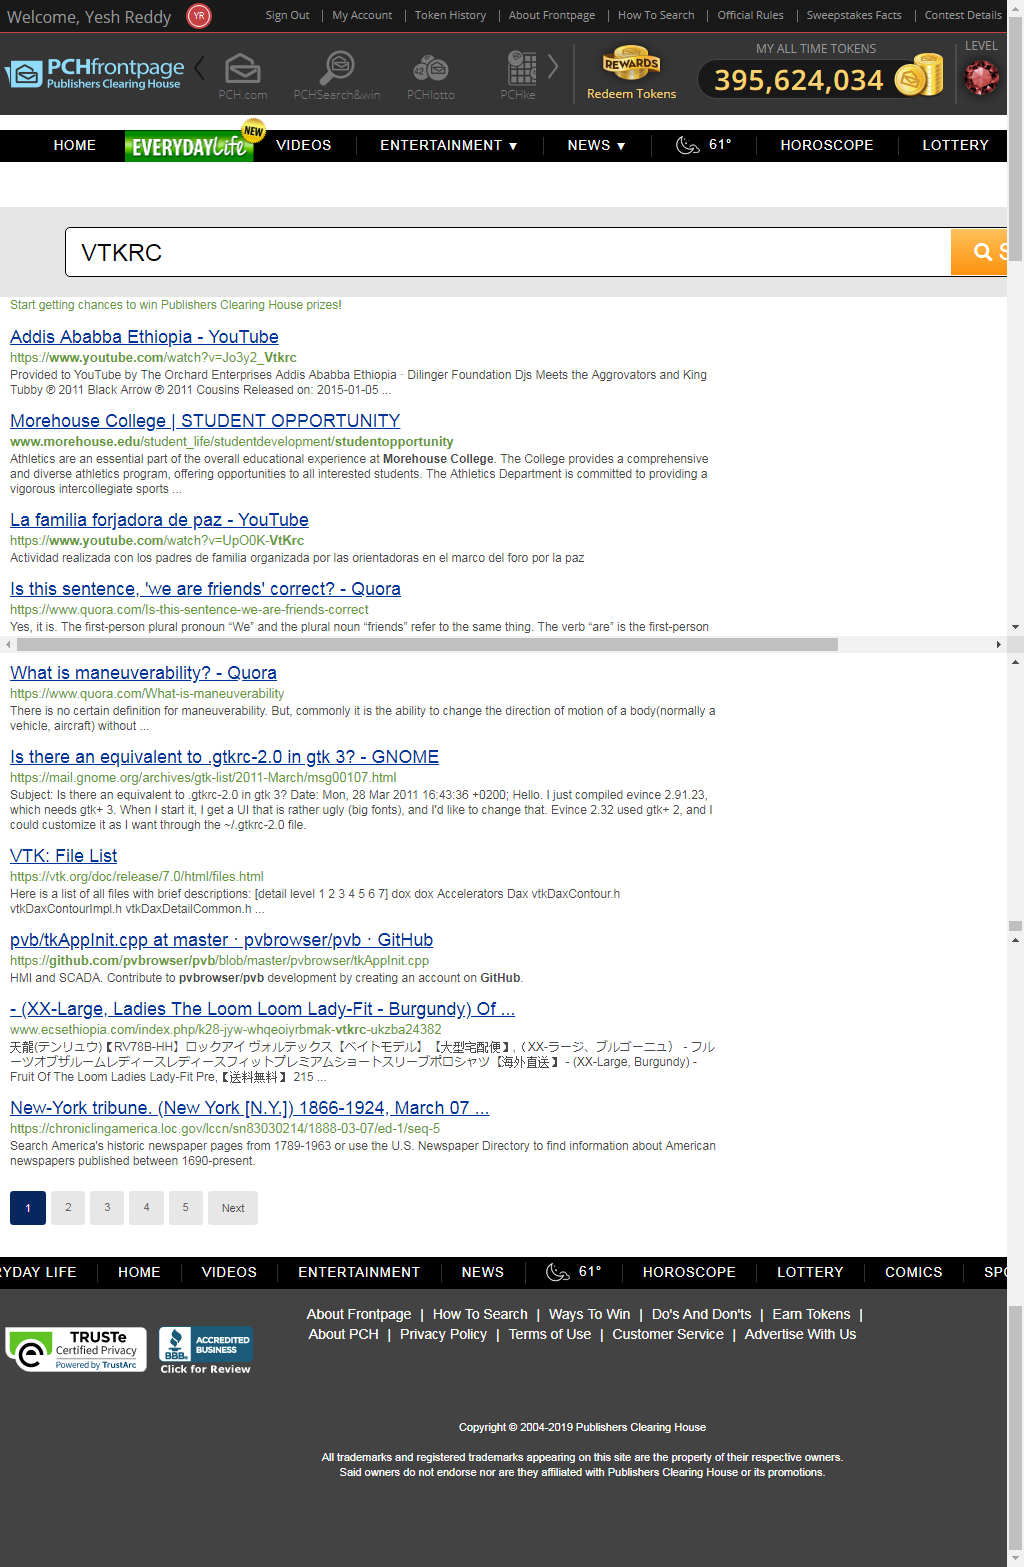 Welcome, Yesh Reddy YR Sign Out | My Account | Token History | About Frontpage | How To Search | Official Rules | Sweepstakes Facts | Contest Details
PCHfrontpage
Publishers Clearing House
PCH.com PCHSearch&win PCHlotto PCHke
42
REWARDS
Redeem Tokens
MY ALL TIME TOKENS
395,624,034
LEVEL
HOME EVERYDAY Life NEW VIDEOS ENTERTAINMENT ▼ NEWS ▼ 61° HOROSCOPE LOTTERY
VTKRC S
Start getting chances to win Publishers Clearing House prizes!
Addis Ababba Ethiopia - YouTube
https://www.youtube.com/watch?v=Jo3y2_Vtkrc
Provided to YouTube by The Orchard Enterprises Addis Ababba Ethiopia · Dilinger Foundation Djs Meets the Aggrovators and King
Tubby ℗ 2011 Black Arrow ℗ 2011 Cousins Released on: 2015-01-05 ...
Morehouse College | STUDENT OPPORTUNITY
www.morehouse.edu/student_life/studentdevelopment/studentopportunity
Athletics are an essential part of the overall educational experience at Morehouse College. The College provides a comprehensive
and diverse athletics program, offering opportunities to all interested students. The Athletics Department is committed to providing a
vigorous intercollegiate sports ...
La familia forjadora de paz - YouTube
https://www.youtube.com/watch?v=UpO0K-VtKrc
Actividad realizada con los padres de familia organizada por las orientadoras en el marco del foro por la paz
Is this sentence, 'we are friends' correct? - Quora
https://www.quora.com/Is-this-sentence-we-are-friends-correct
Yes, it is. The first-person plural pronoun “We” and the plural noun “friends” refer to the same thing. The verb “are” is the first-person
What is maneuverability? - Quora
https://www.quora.com/What-is-maneuverability
There is no certain definition for maneuverability. But, commonly it is the ability to change the direction of motion of a body(normally a
vehicle, aircraft) without ...
Is there an equivalent to .gtkrc-2.0 in gtk 3? - GNOME
https://mail.gnome.org/archives/gtk-list/2011-March/msg00107.html
Subject: Is there an equivalent to .gtkrc-2.0 in gtk 3? Date: Mon, 28 Mar 2011 16:43:36 +0200; Hello. I just compiled evince 2.91.23,
which needs gtk+ 3. When I start it, I get a UI that is rather ugly (big fonts), and I'd like to change that. Evince 2.32 used gtk+ 2, and I
could customize it as I want through the ~/.gtkrc-2.0 file.
VTK: File List
https://vtk.org/doc/release/7.0/html/files.html
Here is a list of all files with brief descriptions: [detail level 1 2 3 4 5 6 7] dox dox Accelerators Dax vtkDaxContour.h
vtkDaxContourImpl.h vtkDaxDetailCommon.h ...
pvb/tkAppInit.cpp at master · pvbrowser/pvb · GitHub
https://github.com/pvbrowser/pvb/blob/master/pvbrowser/tkAppInit.cpp
HMI and SCADA. Contribute to pvbrowser/pvb development by creating an account on GitHub.
- (XX-Large, Ladies The Loom Loom Lady-Fit - Burgundy) Of ...
www.ecsethiopia.com/index.php/k28-jyw-whqeoiyrbmak-vtkrc-ukzba24382
天龍(テンリュウ)【RV78B-HH】ロックアイ ヴォルテックス【ベイトモデル】【大型宅配便】,（XX-ラージ、ブルゴーニュ） - フル
ーツオブザルームレディースレディースフィットプレミアムショートスリーブポロシャツ【海外直送】 - (XX-Large, Burgundy) -
Fruit Of The Loom Ladies Lady-Fit Pre,【送料無料】 215 ...
New-York tribune. (New York [N.Y.]) 1866-1924, March 07 ...
https://chroniclingamerica.loc.gov/lccn/sn83030214/1888-03-07/ed-1/seq-5
Search America's historic newspaper pages from 1789-1963 or use the U.S. Newspaper Directory to find information about American
newspapers published between 1690-present.
1 2 3 4 5 Next
RYDAY LIFE HOME VIDEOS ENTERTAINMENT NEWS 61° HOROSCOPE LOTTERY COMICS SPO
About Frontpage | How To Search | Ways To Win | Do's And Don'ts | Earn Tokens |
About PCH | Privacy Policy | Terms of Use | Customer Service | Advertise With Us
TRUSTe
Certified Privacy
Powered by TrustArc
BBB.
ACCREDITED
BUSINESS
Click for Review
Copyright © 2004-2019 Publishers Clearing House
All trademarks and registered trademarks appearing on this site are the property of their respective owners.
Said owners do not endorse nor are they affiliated with Publishers Clearing House or its promotions.